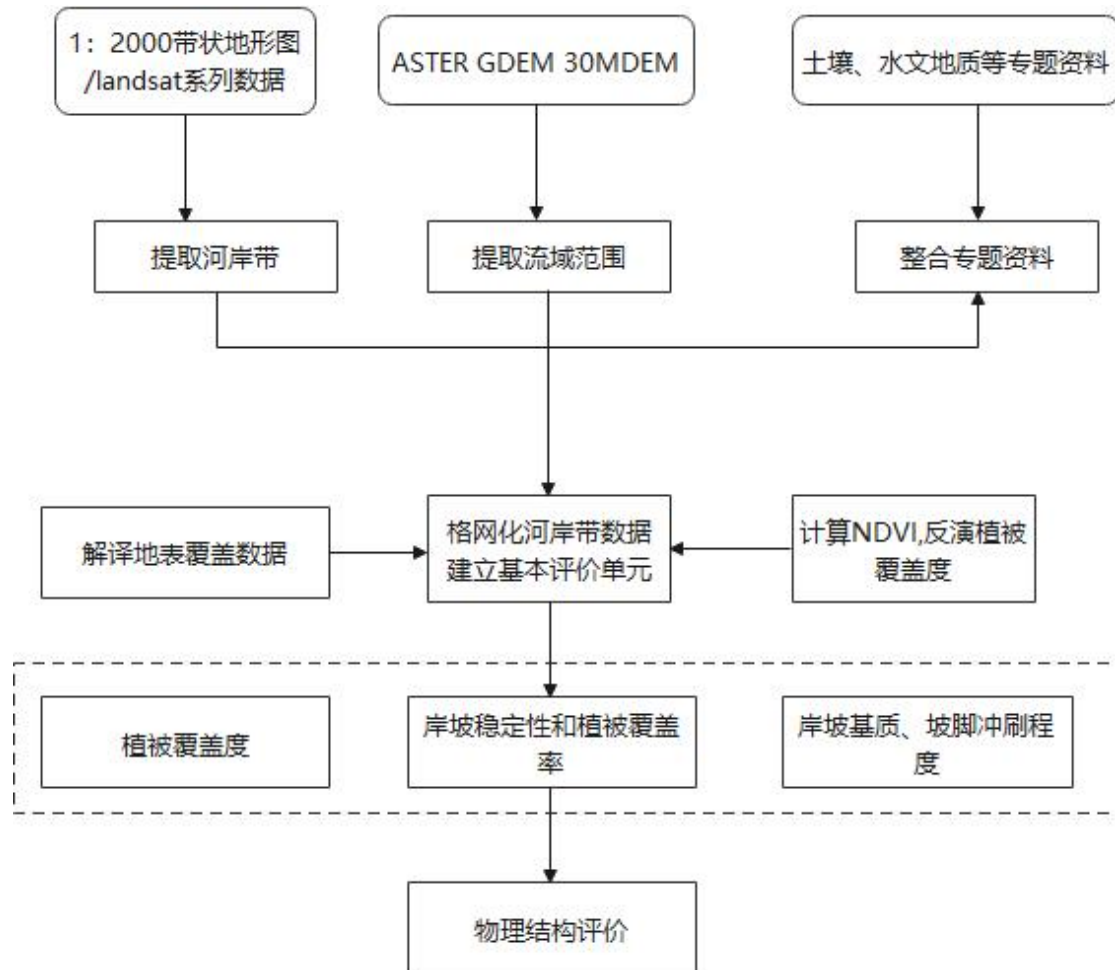 1：2000带状地形图
/landsat系列数据
ASTER GDEM 30MDEM
土壤、水文地质等专题资料
提取河岸带
提取流域范围
整合专题资料
解译地表覆盖数据
格网化河岸带数据
建立基本评价单元
计算NDVI,反演植被
覆盖度
植被覆盖度
岸坡稳定性和植被覆盖
率
岸坡基质、坡脚冲刷程
度
物理结构评价